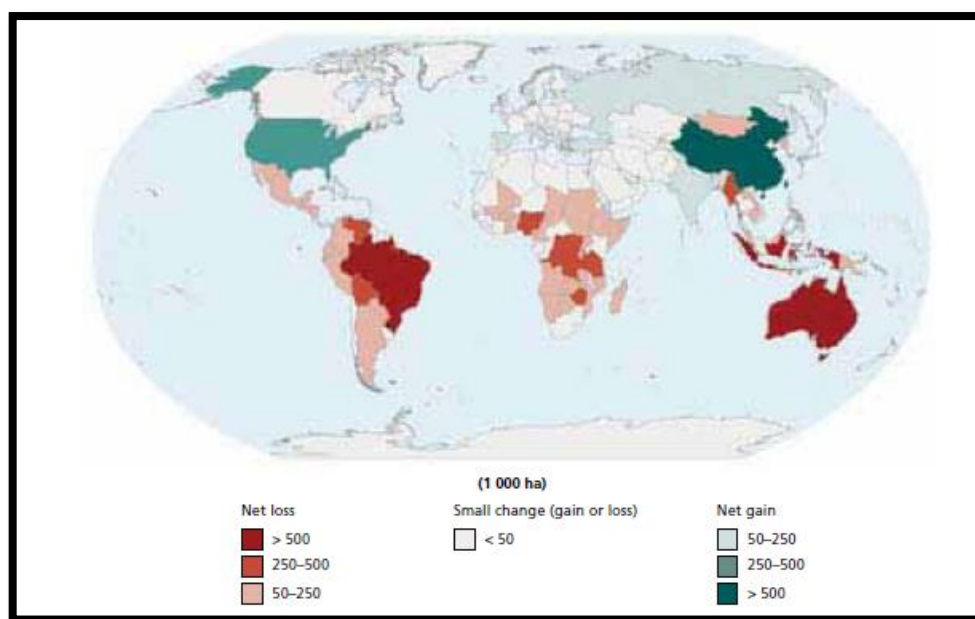 (1 000 ha)
Net loss
> 500
250–500
50–250
Small change (gain or loss)
< 50
Net gain
50–250
250–500
> 500